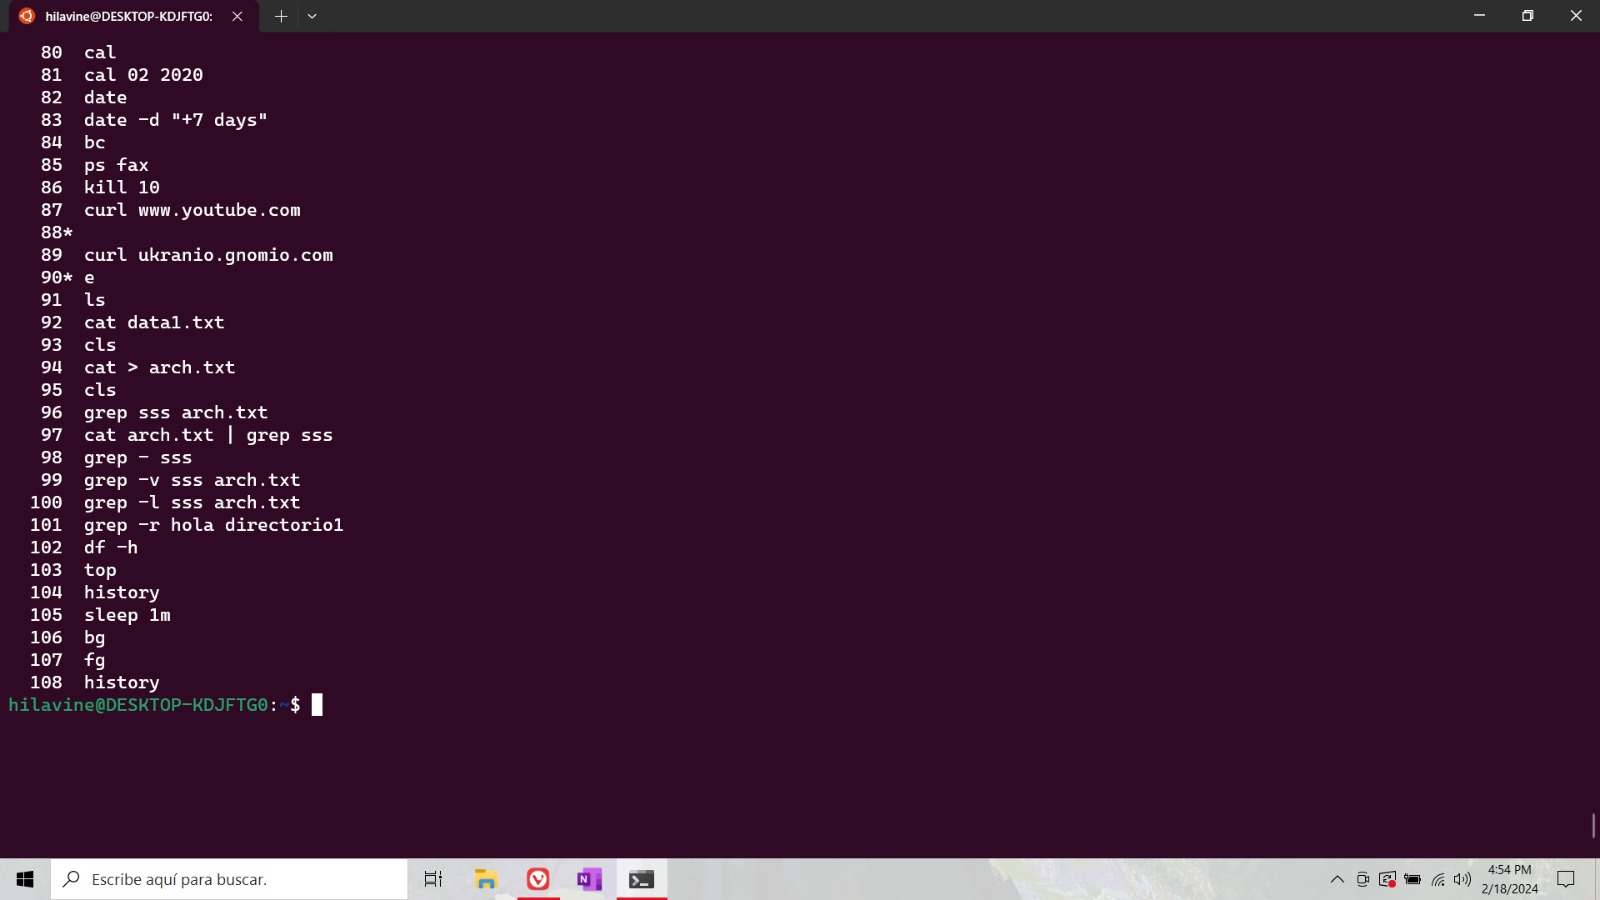 hilavine@DESKTOP-KDJFTG0:
80 cal
81 cal 02 2020
82 date
83 date -d "+7 days"
84 bc
85 ps fax
86 kill 10
87 curl www.youtube.com
88*
89 curl ukranio.gnomio.com
90* e
91 ls
92 cat data1.txt
93 cls
94 cat > arch.txt
95 cls
96 grep sss arch.txt
97 cat arch.txt | grep sss
98 grep - sss
99 grep -v sss arch.txt
100 grep -l sss arch.txt
101 grep -r hola directorio1
102 df -h
103 top
104 history
105 sleep 1m
106 bg
107 fg
108 history
hilavine@DESKTOP-KDJFTG0:~$
Escribe aquí para buscar.
4:54 PM
2/18/2024